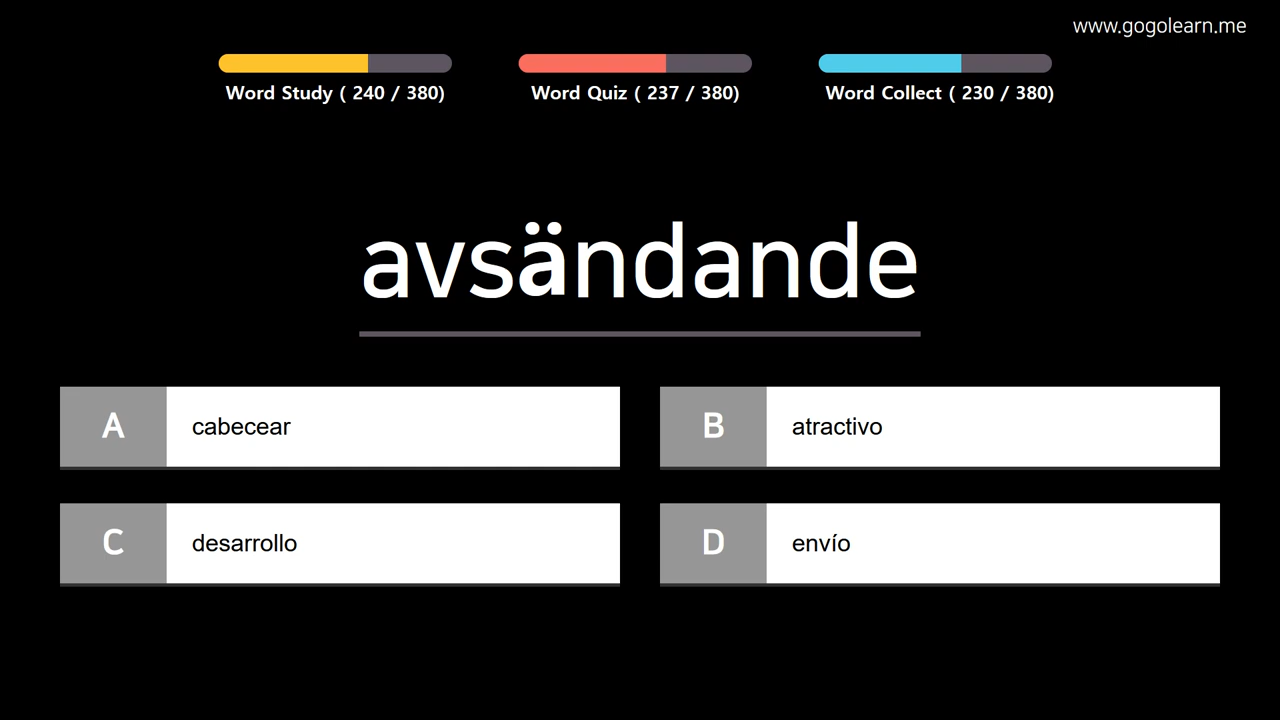 www.gogolearn.me
Word Study ( 240 / 380)
Word Quiz ( 237 / 380)
Word Collect ( 230 / 380)
avsändande
A cabecear
B atractivo
C desarrollo
D envío